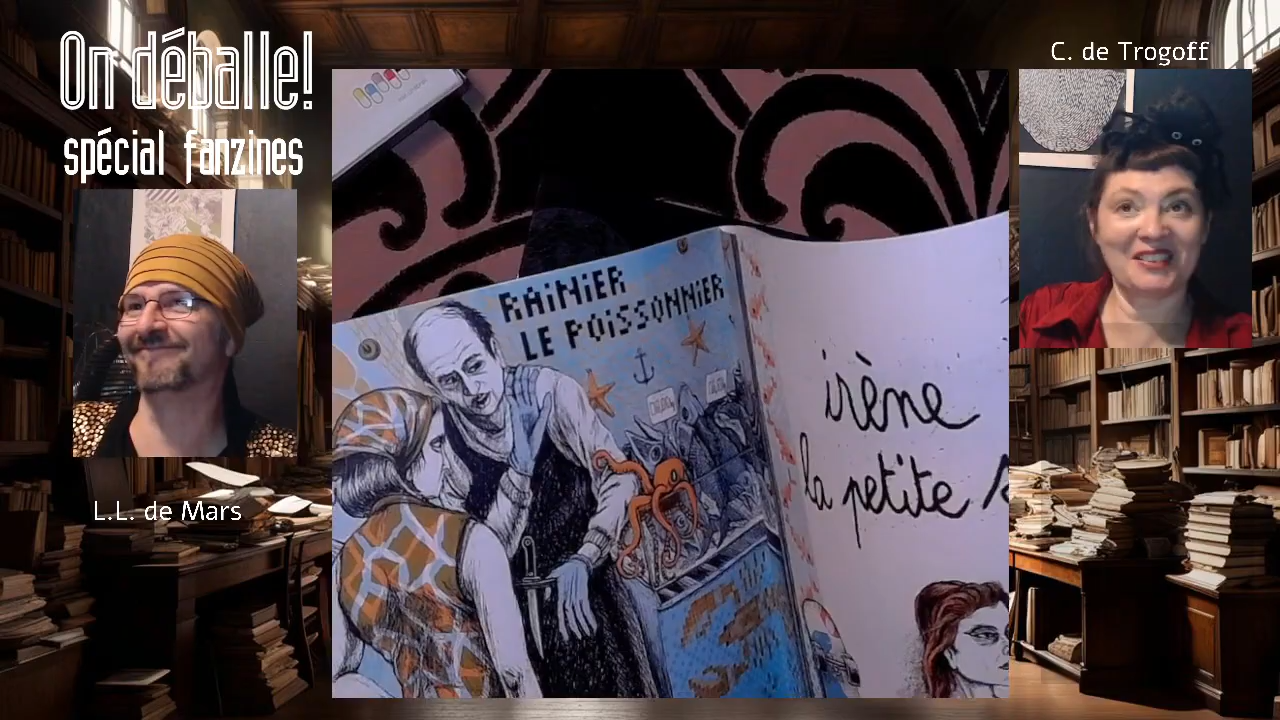 On déballe!
spécial fanzines
C. de Trogoff
L.L. de Mars
RAiNiER
LE POiSSONNiER
irène
la petite